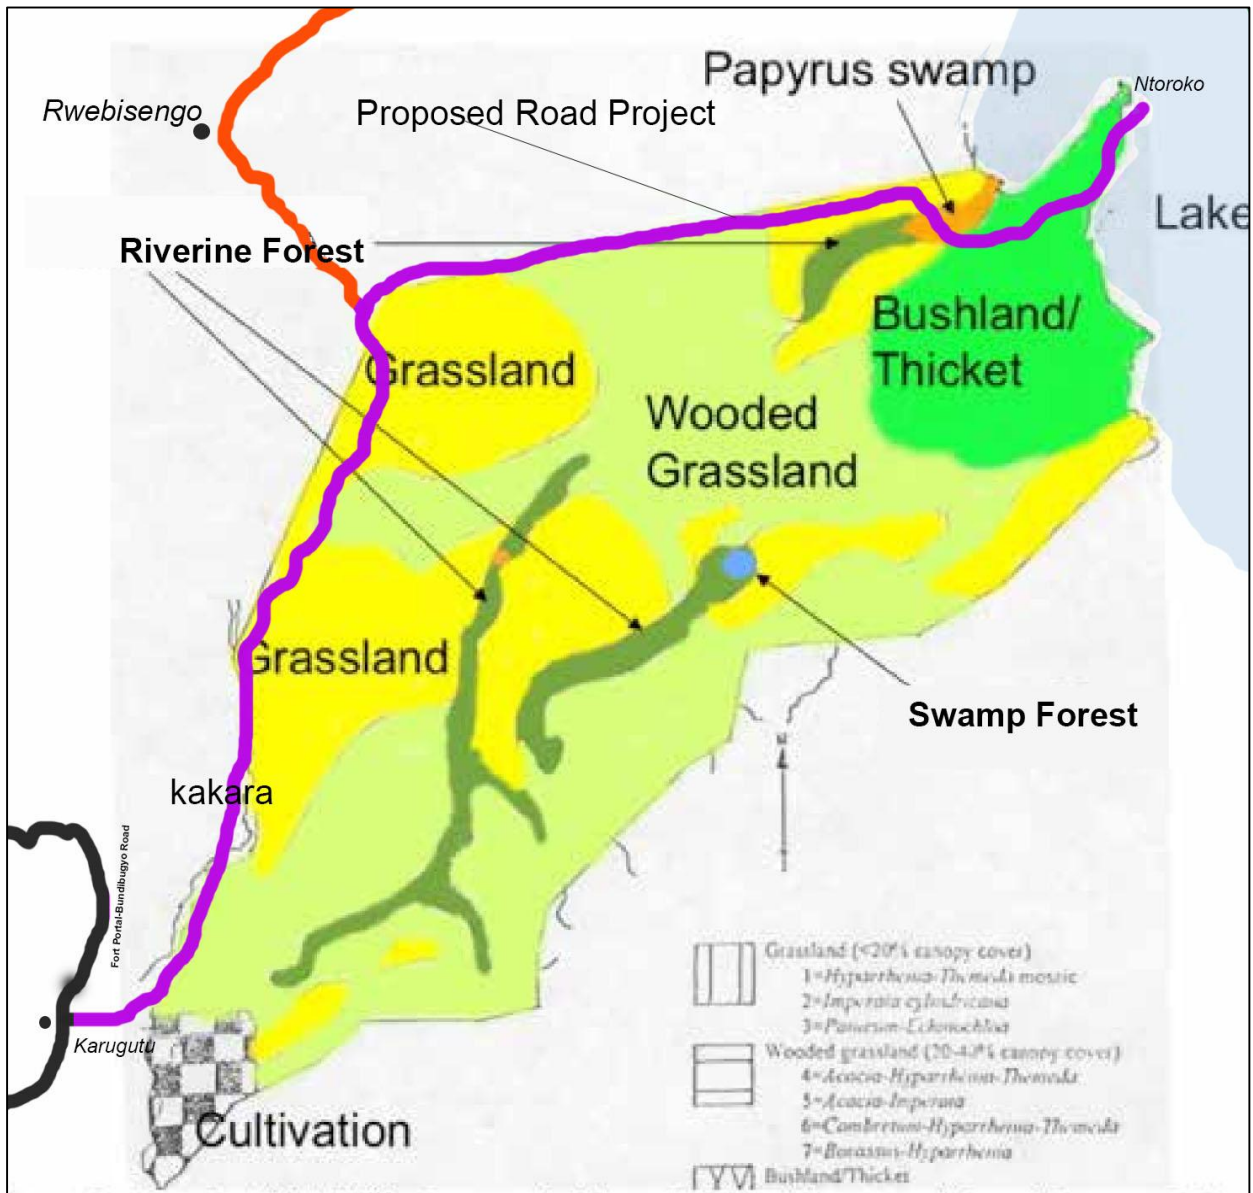 Papyrus swamp
Ntoroko
Rwebisengo
Proposed Road Project
Lake
Riverine Forest
Bushland/
Thicket
Grassland
Wooded
Grassland
Grassland
Swamp Forest
kakara
Fort Portal-Bundibugyo Road
N
Karugutu
Cultivation
Grassland (<20% canopy cover)
1=Hyparrhenia-Themeda mosaic
2=Imperata cylindricana
3=Panicum-Echinochloa
Wooded grassland (20-40% canopy cover)
4=Acacia-Hyparrhenia-Themeda
5=Acacia-Imperata
6=Combretum-Hyparrhenia-Themeda
7=Borassus-Hyparrhenia
Bushland/Thicket